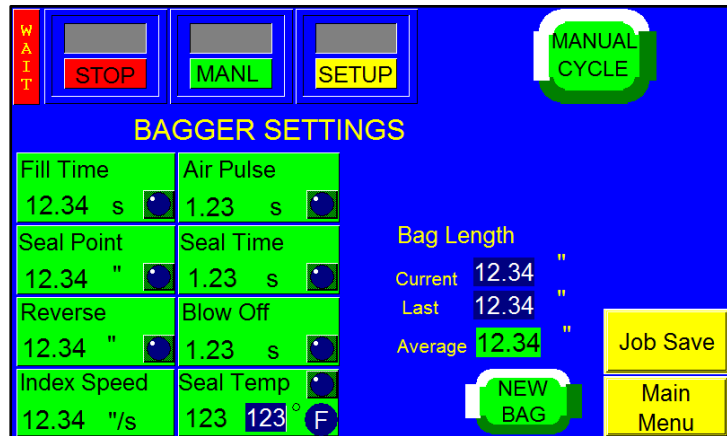 WAIT
STOP
MANL
SETUP
MANUAL
CYCLE
BAGGER SETTINGS
Fill Time
12.34 s
Air Pulse
1.23 s
Seal Point
12.34 "
Seal Time
1.23 s
Reverse
12.34 "
Blow Off
1.23 s
Index Speed
12.34 "/s
Seal Temp
123 123 ° F
Bag Length
Current 12.34 "
Last 12.34 "
Average 12.34 "
NEW
BAG
Job Save
Main
Menu